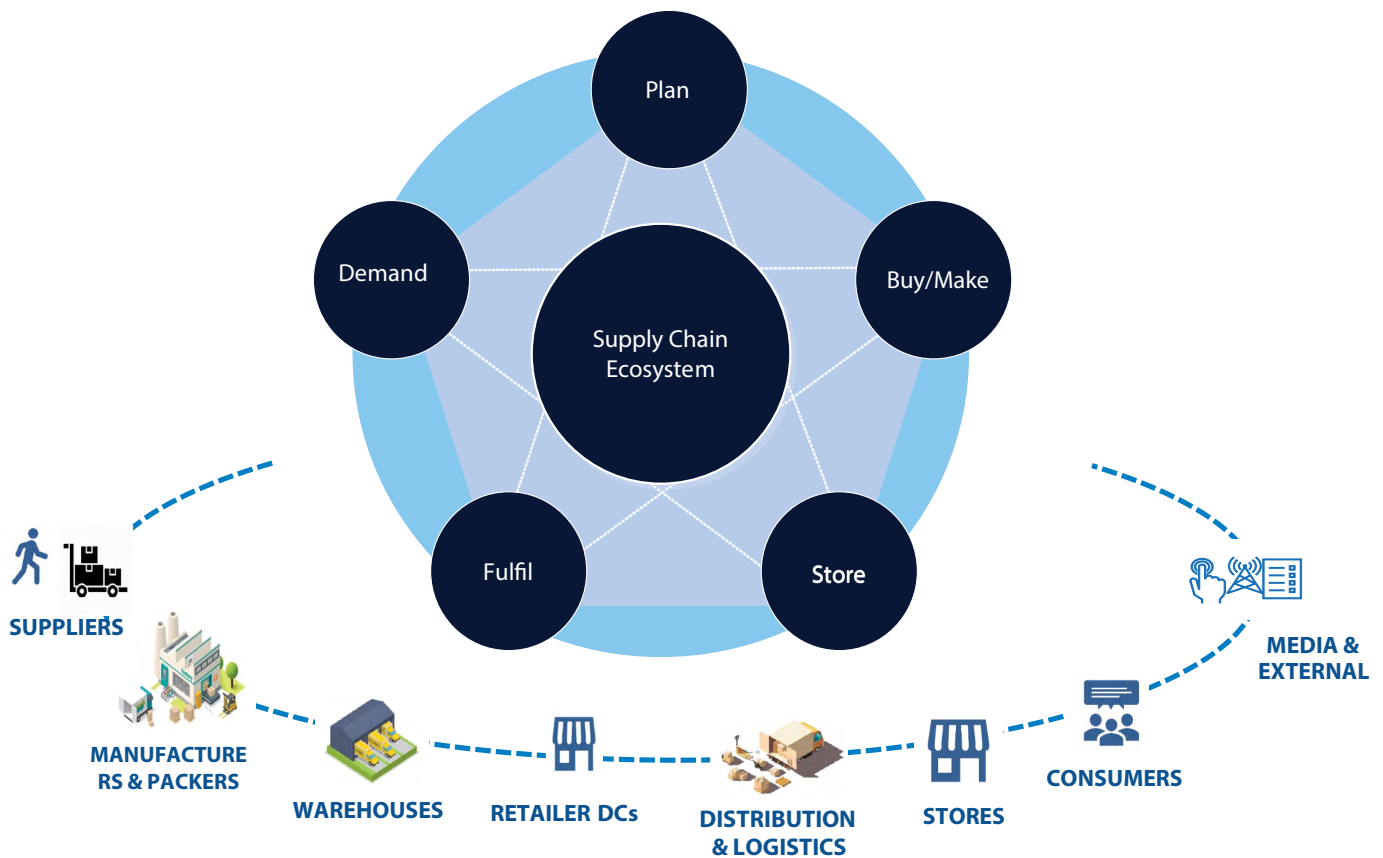 Plan
Demand
Buy/Make
Supply Chain
Ecosystem
Fulfil
Store
SUPPLIERS
MANUFACTURE
RS & PACKERS
WAREHOUSES
RETAILER DCs
DISTRIBUTION
& LOGISTICS
STORES
CONSUMERS
MEDIA &
EXTERNAL